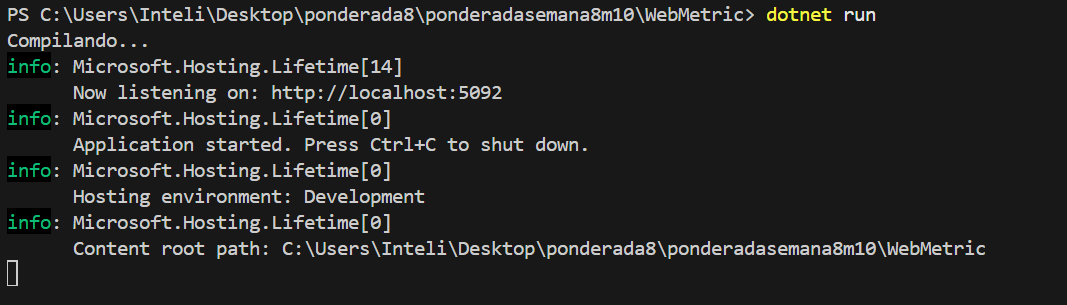 PS C:\Users\Inteli\Desktop\ponderada8\ponderadasemana8m10\WebMetric> dotnet run
Compilando...
info: Microsoft.Hosting.Lifetime[14]
Now listening on: http://localhost:5092
info: Microsoft.Hosting.Lifetime[0]
Application started. Press Ctrl+C to shut down.
info: Microsoft.Hosting.Lifetime[0]
Hosting environment: Development
info: Microsoft.Hosting.Lifetime[0]
Content root path: C:\Users\Inteli\Desktop\ponderada8\ponderadasemana8m10\WebMetric